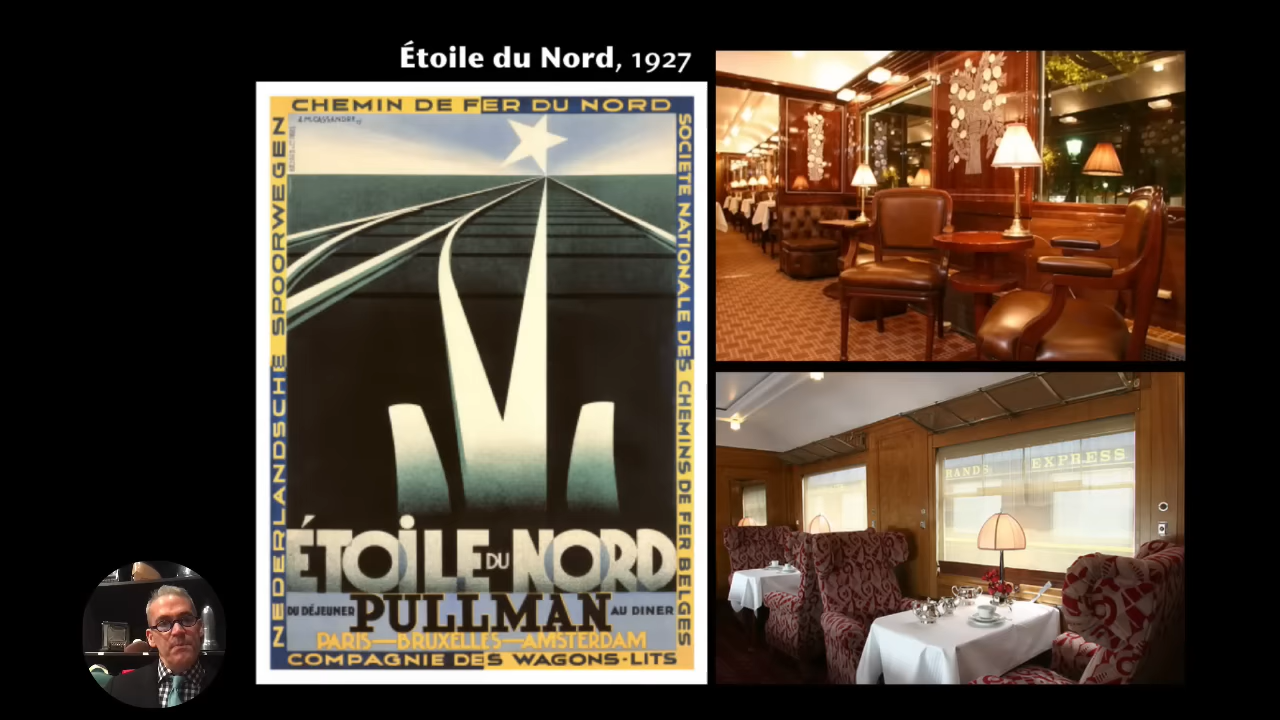 Étoile du Nord, 1927
CHEMIN DE FER DU NORD
A.M.CASSANDRE
NEDERLANDSCHE SPOORWEGEN
SOCIETE NATIONALE DES CHEMINS DE FER BELGES
ÉTOILE DU NORD
DU DÉJEUNER PULLMAN AU DINER
PARIS—BRUXELLES—AMSTERDAM
COMPAGNIE DES WAGONS-LITS
EXPRESS